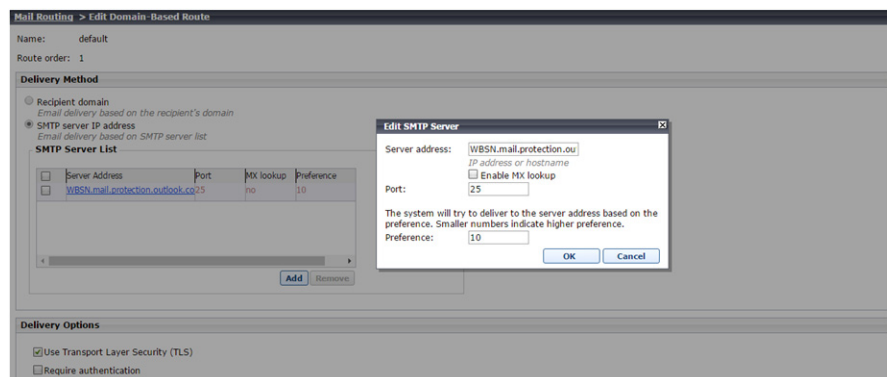 Mail Routing > Edit Domain-Based Route
Name: default
Route order: 1
Delivery Method
Recipient domain
Email delivery based on the recipient's domain
SMTP server IP address
Email delivery based on SMTP server list
SMTP Server List
Server Address Port MX lookup Preference
WBSN.mail.protection.outlook.co 25 no 10
Add Remove
Edit SMTP Server
Server address: WBSN.mail.protection.ou
IP address or hostname
Enable MX lookup
Port: 25
The system will try to deliver to the server address based on the
preference. Smaller numbers indicate higher preference.
Preference: 10
OK Cancel
Delivery Options
Use Transport Layer Security (TLS)
Require authentication